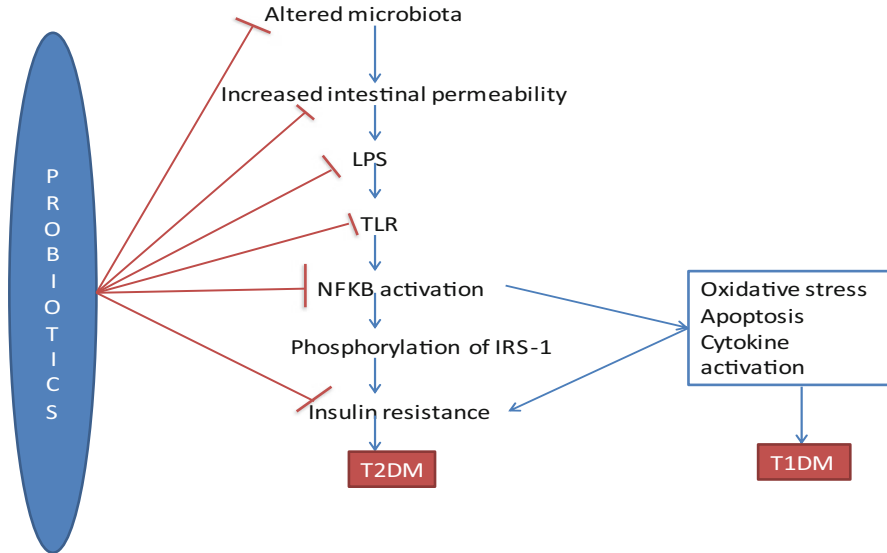 PROBIOTICS
Altered microbiota
Increased intestinal permeability
LPS
TLR
NFKB activation
Phosphorylation of IRS-1
Insulin resistance
T2DM
Oxidative stress
Apoptosis
Cytokine
activation
T1DM